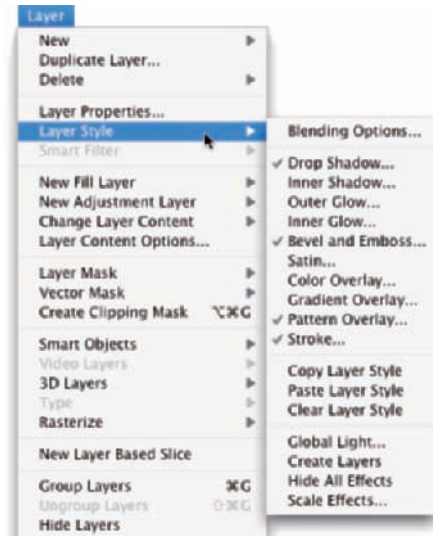 Layer
New
Duplicate Layer...
Delete
Layer Properties...
Layer Style
Smart Filter
New Fill Layer
New Adjustment Layer
Change Layer Content
Layer Content Options...
Layer Mask
Vector Mask
Create Clipping Mask ⌥⌘G
Smart Objects
Video Layers
3D Layers
Type
Rasterize
New Layer Based Slice
Group Layers ⌘G
Ungroup Layers ⇧⌘G
Hide Layers
Blending Options...
✓ Drop Shadow...
Inner Shadow...
Outer Glow...
Inner Glow...
✓ Bevel and Emboss...
Satin...
Color Overlay...
Gradient Overlay...
✓ Pattern Overlay...
✓ Stroke...
Copy Layer Style
Paste Layer Style
Clear Layer Style
Global Light...
Create Layers
Hide All Effects
Scale Effects...